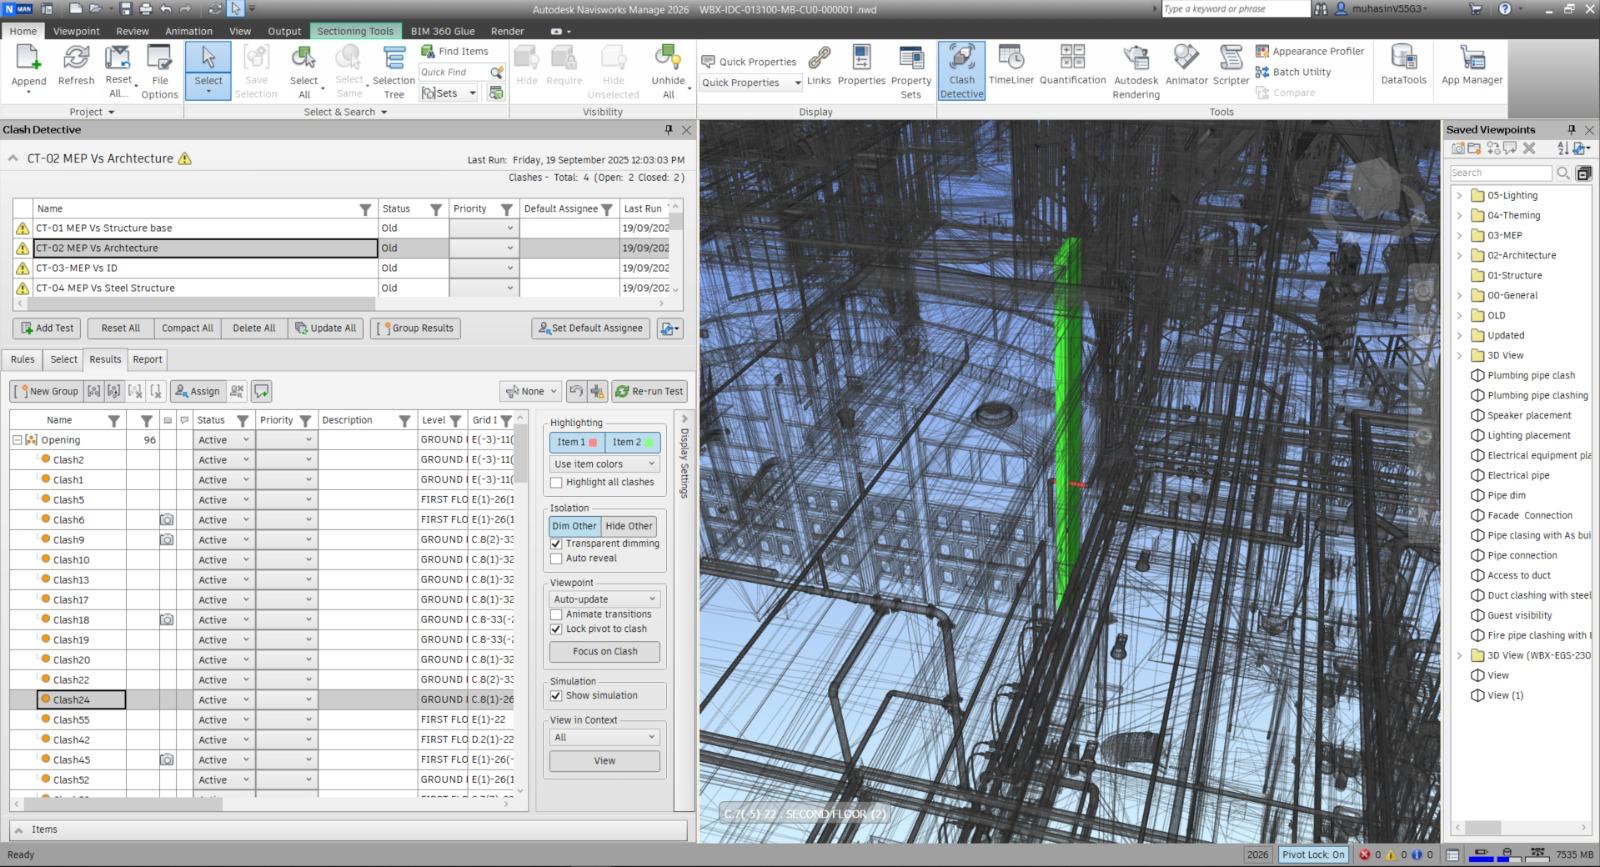 Autodesk Navisworks Manage 2026 WBX-IDC-013100-MB-CU0-000001 .nwd
Type a keyword or phrase
muhasinV55G3
N MAN
Home Viewpoint Review Animation View Output Sectioning Tools BIM 360 Glue Render
Append
Refresh
Reset All...
File Options
Project
Select
Save Selection
Select All
Select Same
Selection Tree
Find Items
Quick Find
Sets
Select & Search
Hide
Require
Hide Unselected
Unhide All
Visibility
Quick Properties
Quick Properties
Links
Properties
Property Sets
Display
Clash Detective
TimeLiner
Quantification
Autodesk Rendering
Animator
Scripter
Appearance Profiler
Batch Utility
Compare
Tools
DataTools
App Manager
Clash Detective
CT-02 MEP Vs Archtecture
Last Run: Friday, 19 September 2025 12:03:03 PM
Clashes - Total: 4 (Open: 2 Closed: 2)
Name Status Priority Default Assignee Last Run
CT-01 MEP Vs Structure base Old 19/09/202
CT-02 MEP Vs Archtecture Old 19/09/202
CT-03-MEP Vs ID Old 19/09/202
CT-04 MEP Vs Steel Structure Old 19/09/202
Add Test Reset All Compact All Delete All Update All Group Results Set Default Assignee
Rules Select Results Report
New Group Assign None Re-run Test
Name Status Priority Description Level Grid I
Opening 96 Active GROUND E(-3)-11(
Clash2 Active GROUND E(-3)-11(
Clash1 Active GROUND E(-3)-11(
Clash5 Active FIRST FLO E(1)-26(1
Clash6 Active FIRST FLO E(1)-26(1
Clash9 Active GROUND C.8(2)-33
Clash10 Active GROUND C.8(1)-32
Clash13 Active GROUND C.8(1)-32
Clash17 Active GROUND C.8(1)-32
Clash18 Active GROUND C.8-33(-2
Clash19 Active GROUND C.8-33(-2
Clash20 Active GROUND C.8(1)-32
Clash22 Active GROUND C.8(2)-33
Clash24 Active GROUND C.8(1)-26
Clash55 Active FIRST FLO E(1)-22
Clash42 Active FIRST FLO D.2(1)-22
Clash45 Active FIRST FLO E(1)-26(-
Clash52 Active GROUND E(1)-26(1
Highlighting
Item 1 Item 2
Use item colors
Highlight all clashes
Isolation
Dim Other Hide Other
Transparent dimming
Auto reveal
Viewpoint
Auto-update
Animate transitions
Lock pivot to clash
Focus on Clash
Simulation
Show simulation
View in Context
All
View
Display Settings
Items
Ready
C.7(-5)-22 : SECOND FLOOR (2)
Saved Viewpoints
Search
05-Lighting
04-Theming
03-MEP
02-Architecture
01-Structure
00-General
OLD
Updated
3D View
Plumbing pipe clash
Plumbing pipe clashing
Speaker placement
Lighting placement
Electrical equipment pla
Electrical pipe
Pipe dim
Facade Connection
Pipe clasing with As bui
Pipe connection
Access to duct
Duct clashing with steel
Guest visibility
Fire pipe clashing with
3D View (WBX-EGS-230
View
View (1)
2026 Pivot Lock: On 0 0 0 7535 MB